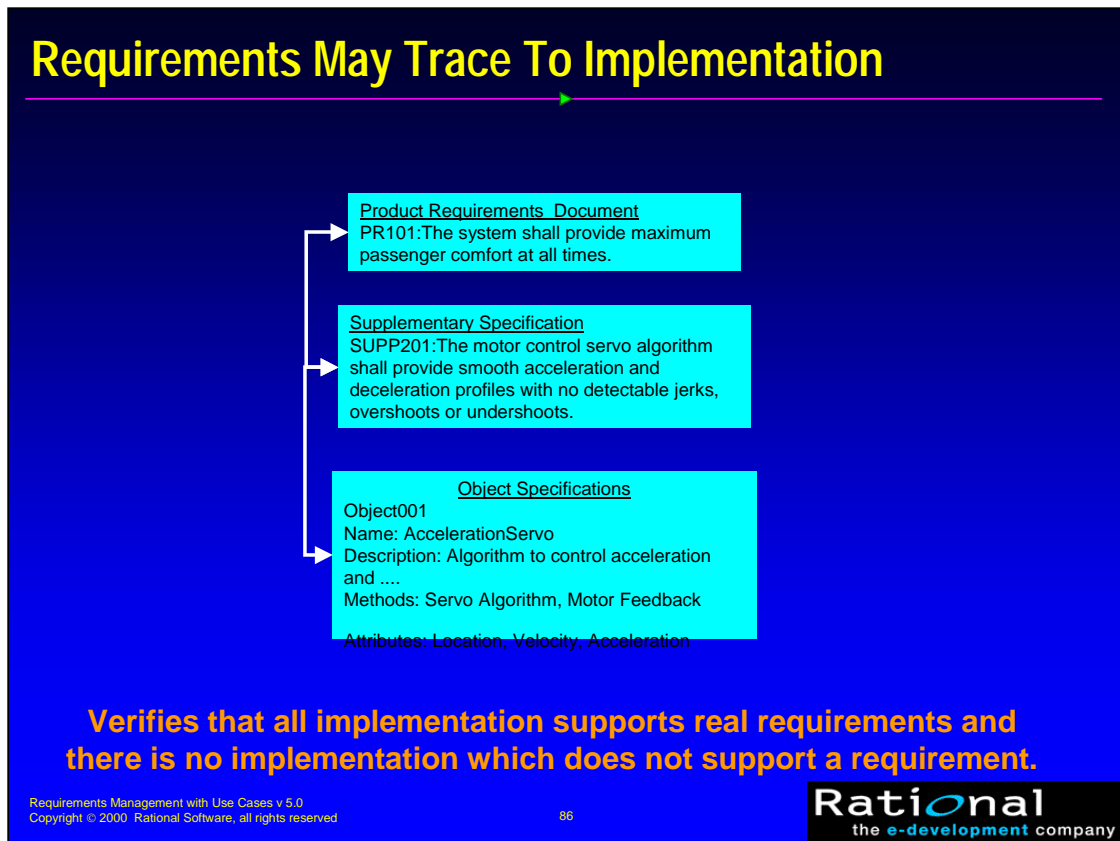 Requirements May Trace To Implementation
Product Requirements Document
PR101:The system shall provide maximum
passenger comfort at all times.
Supplementary Specification
SUPP201:The motor control servo algorithm
shall provide smooth acceleration and
deceleration profiles with no detectable jerks,
overshoots or undershoots.
Object Specifications
Object001
Name: AccelerationServo
Description: Algorithm to control acceleration
and ....
Methods: Servo Algorithm, Motor Feedback
Attributes: Location, Velocity, Acceleration
Verifies that all implementation supports real requirements and
there is no implementation which does not support a requirement.
Requirements Management with Use Cases v 5.0
Copyright © 2000 Rational Software, all rights reserved
86
Rational
the e-development company